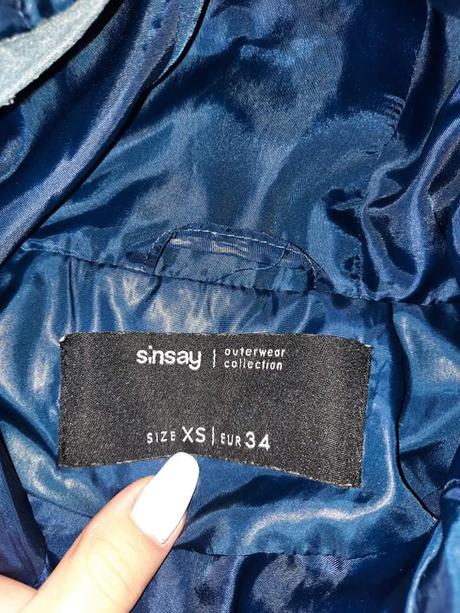 sinsay | outerwear
collection
SIZE XS | EUR 34